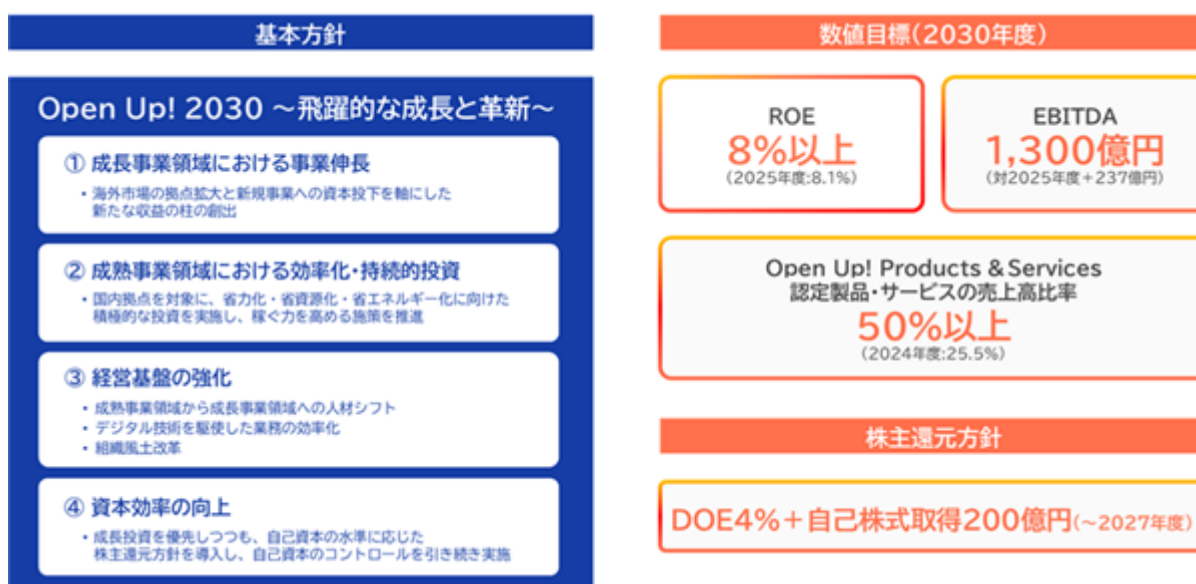 基本方針
Open Up! 2030 ～飛躍的な成長と革新～
① 成長事業領域における事業伸長
・海外市場の拠点拡大と新規事業への資本投下を軸にした
新たな収益の柱の創出
② 成熟事業領域における効率化・持続的投資
・国内拠点を対象に、省力化・省資源化・省エネルギー化に向けた
積極的な投資を実施し、稼ぐ力を高める施策を推進
③ 経営基盤の強化
・成熟事業領域から成長事業領域への人材シフト
・デジタル技術を駆使した業務の効率化
・組織風土改革
④ 資本効率の向上
・成長投資を優先しつつも、自己資本の水準に応じた
株主還元方針を導入し、自己資本のコントロールを引き続き実施
数値目標(2030年度)
ROE
8%以上
(2025年度:8.1%)
EBITDA
1,300億円
(対2025年度+237億円)
Open Up! Products & Services
認定製品・サービスの売上高比率
50%以上
(2024年度:25.5%)
株主還元方針
DOE4%+自己株式取得200億円(～2027年度)